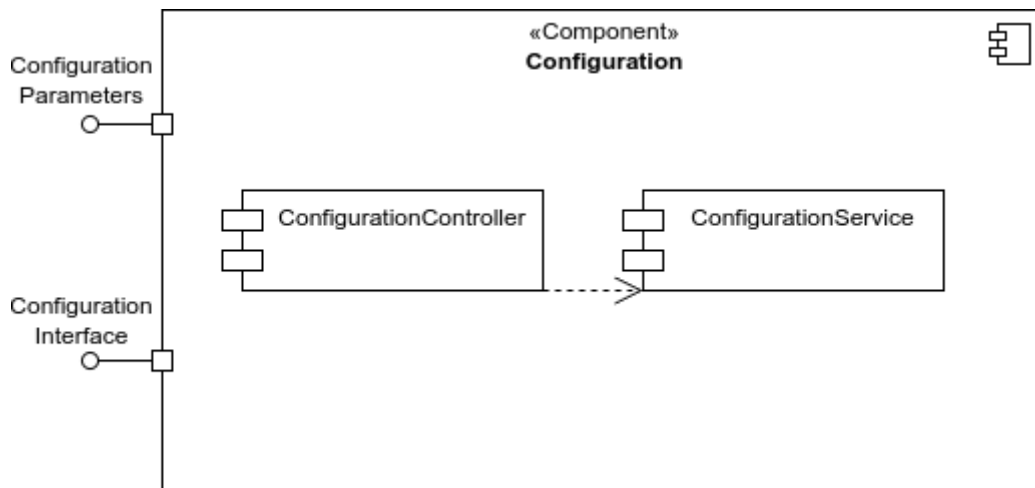 «Component»
Configuration
Configuration
Parameters
ConfigurationController
ConfigurationService
Configuration
Interface